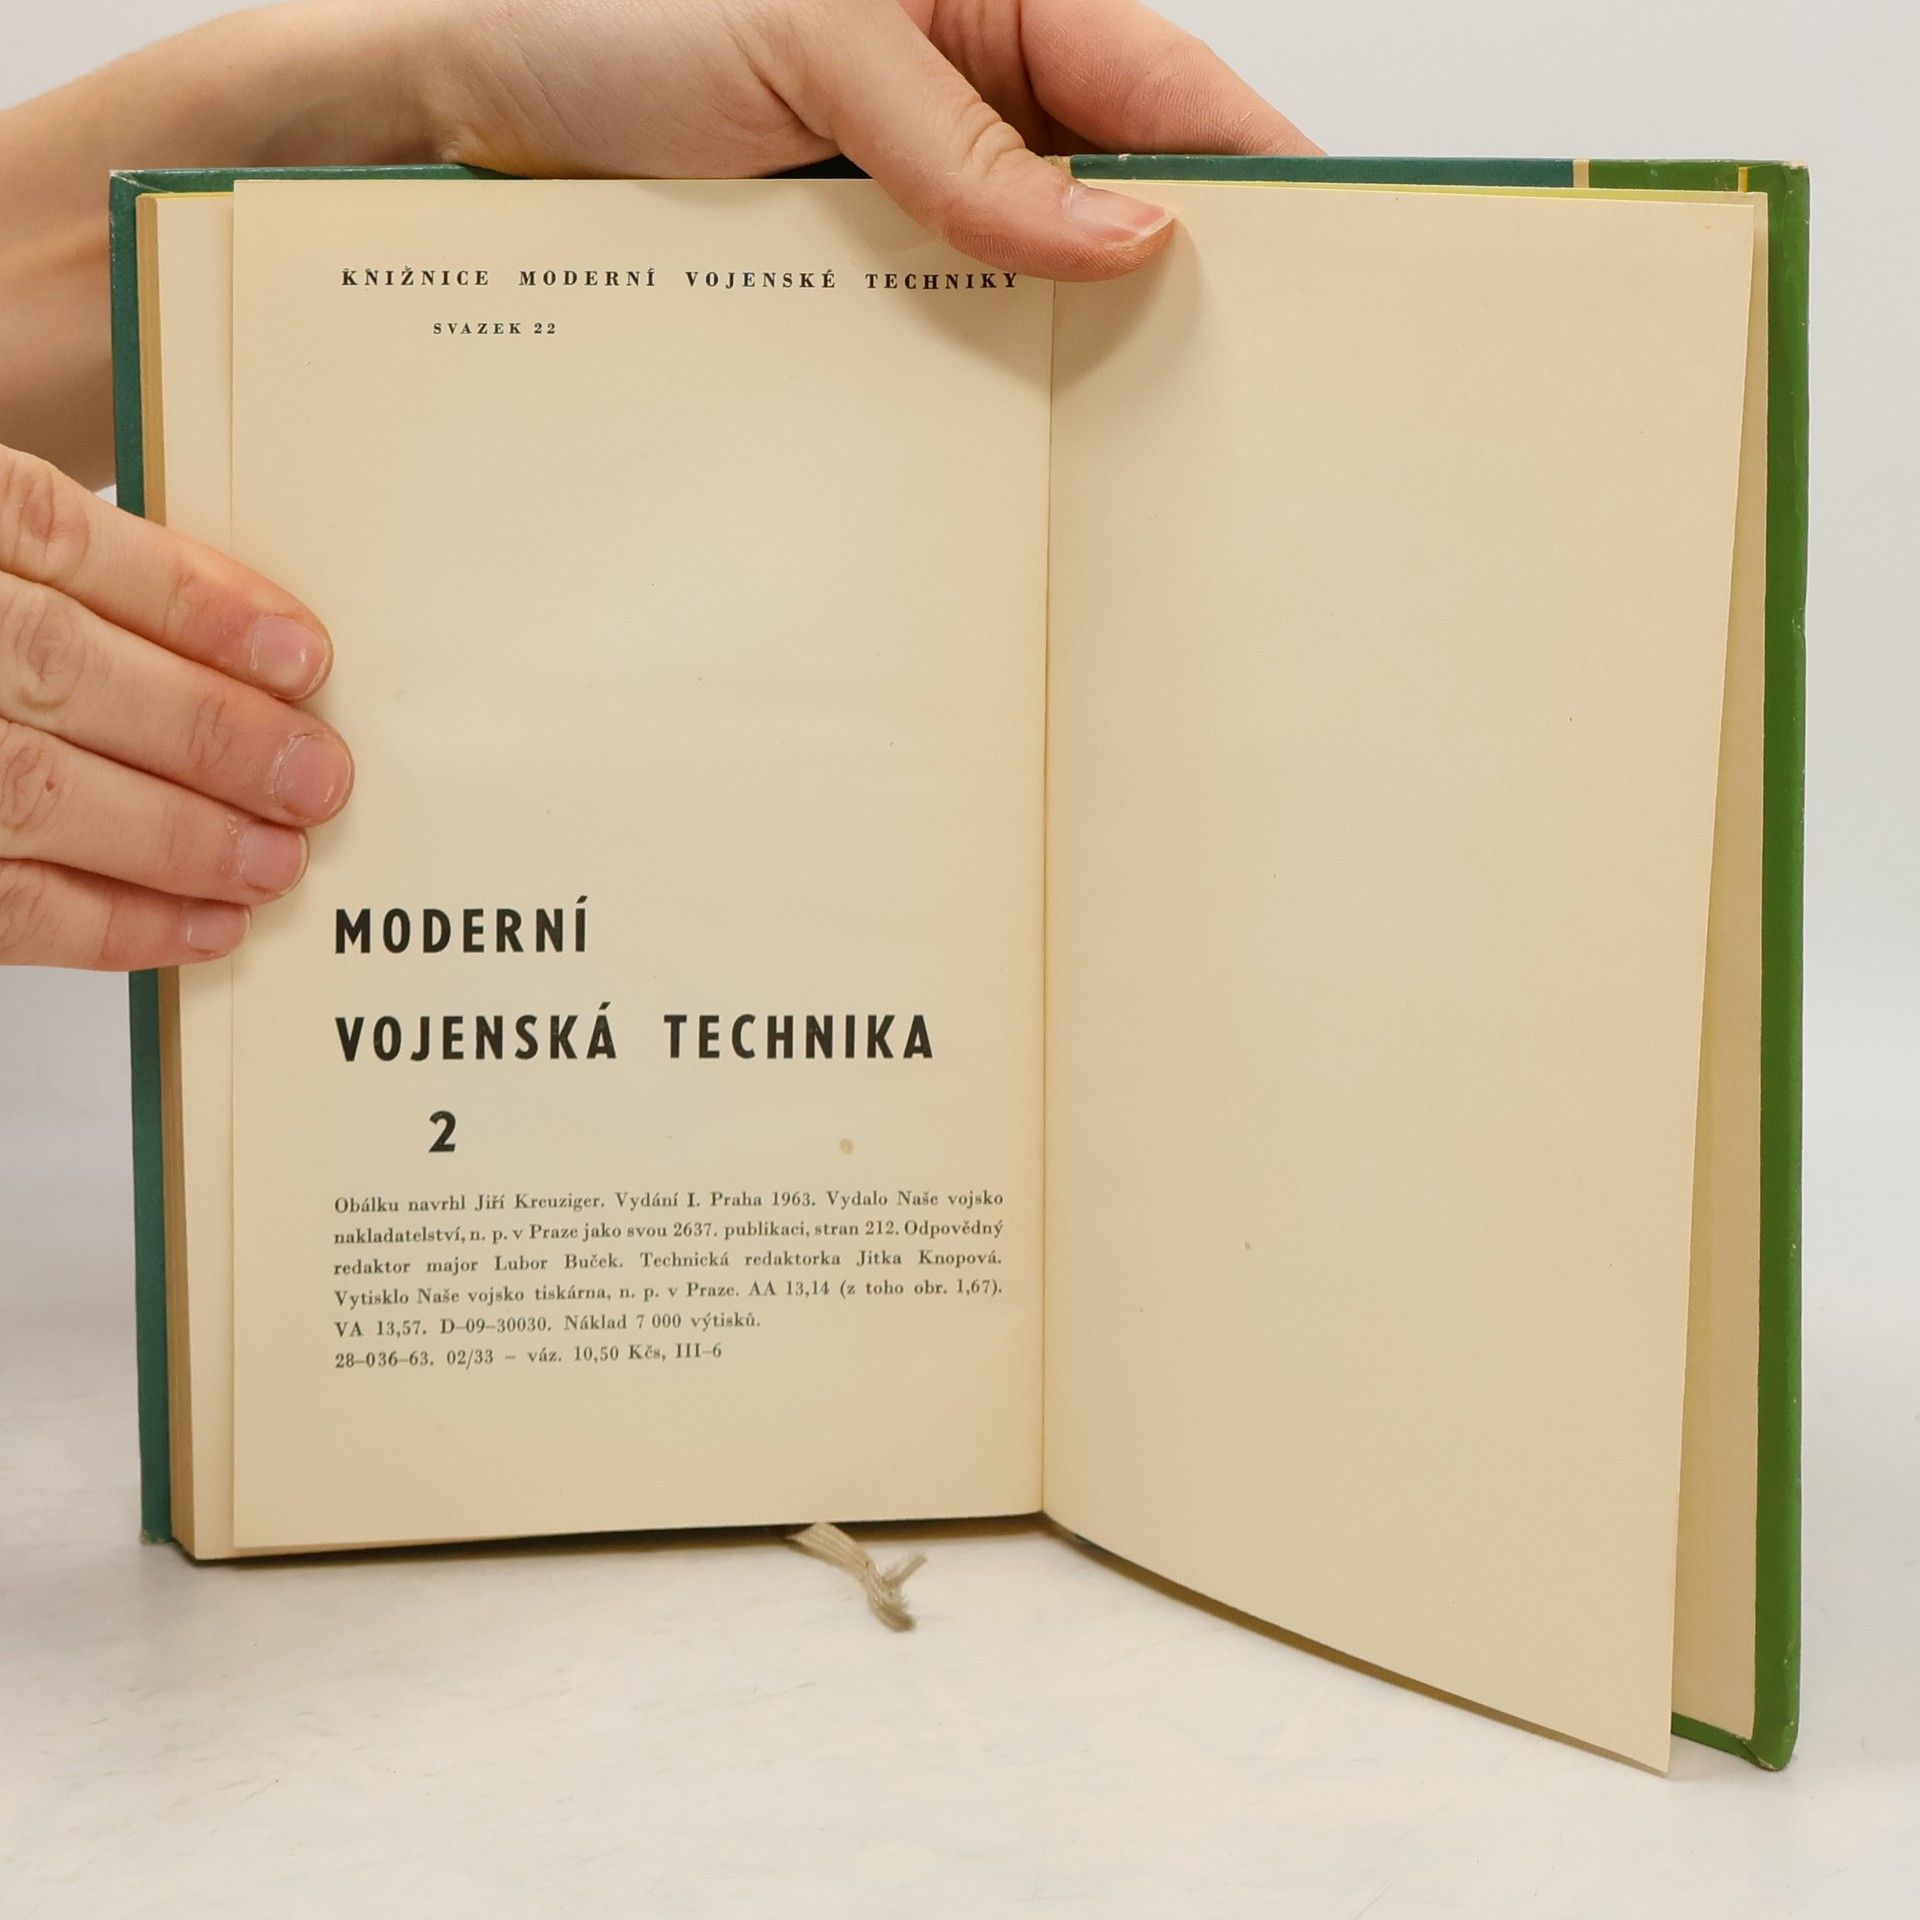 KNIŽNICE MODERNÍ VOJENSKÉ TECHNIKY
SVAZEK 22
MODERNÍ
VOJENSKÁ TECHNIKA
2
Obálku navrhl Jiří Kreuziger. Vydání I. Praha 1963. Vydalo Naše vojsko
nakladatelství, n. p. v Praze jako svou 2637. publikaci, stran 212. Odpovědný
redaktor major Lubor Buček. Technická redaktorka Jitka Knopová.
Vytisklo Naše vojsko tiskárna, n. p. v Praze. AA 13,14 (z toho obr. 1,67).
VA 13,57. D–09–30030. Náklad 7 000 výtisků.
28–036–63. 02/33 – váz. 10,50 Kčs, III–6